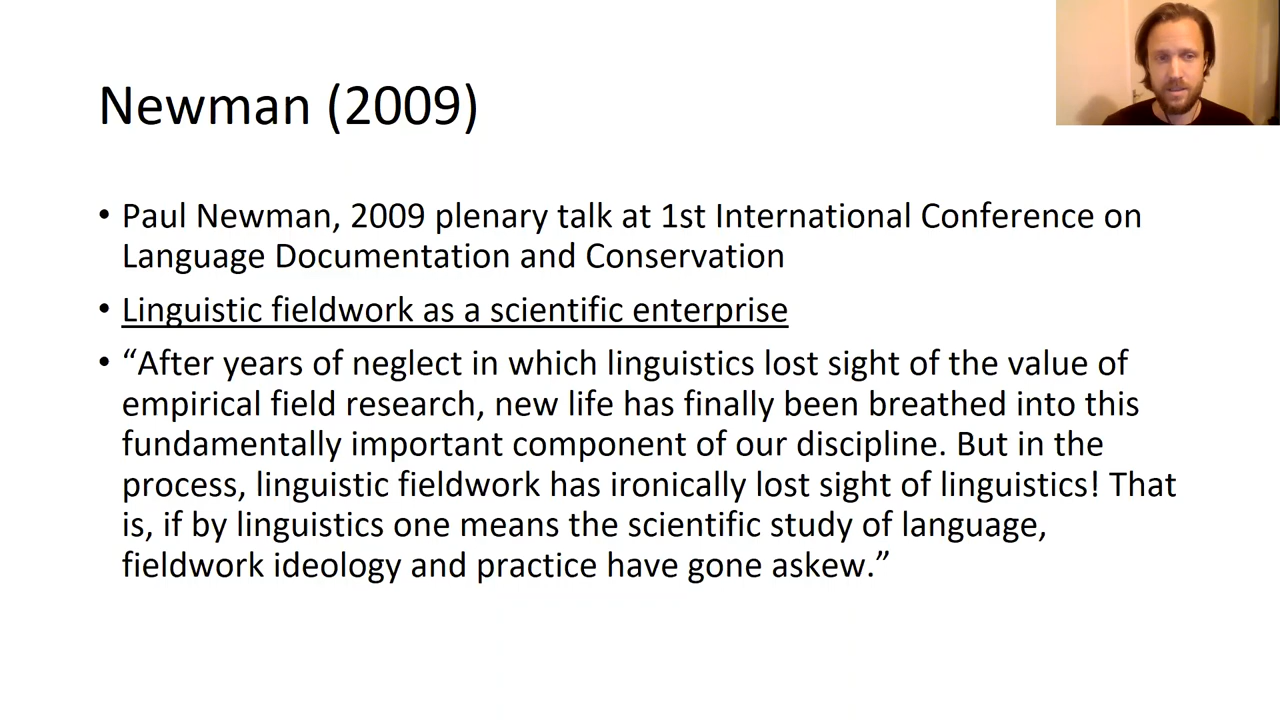 Newman (2009)
• Paul Newman, 2009 plenary talk at 1st International Conference on
Language Documentation and Conservation
• Linguistic fieldwork as a scientific enterprise
• “After years of neglect in which linguistics lost sight of the value of
empirical field research, new life has finally been breathed into this
fundamentally important component of our discipline. But in the
process, linguistic fieldwork has ironically lost sight of linguistics! That
is, if by linguistics one means the scientific study of language,
fieldwork ideology and practice have gone askew.”